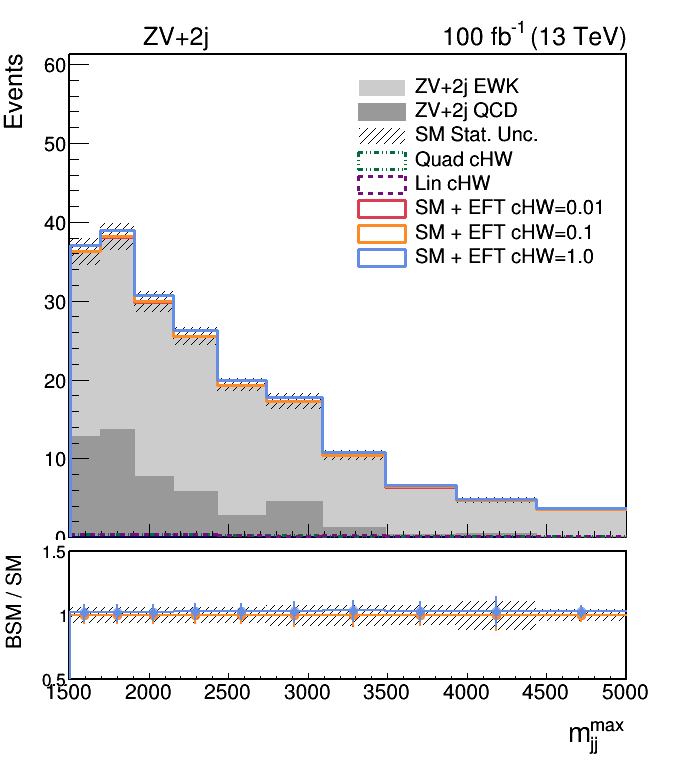 ZV+2j 100 fb-1 (13 TeV)
Events
60
50
40
30
20
10
0
ZV+2j EWK
ZV+2j QCD
SM Stat. Unc.
Quad cHW
Lin cHW
SM + EFT cHW=0.01
SM + EFT cHW=0.1
SM + EFT cHW=1.0
BSM / SM
1.5
1
0.5
1500 2000 2500 3000 3500 4000 4500 5000
m_jj^max